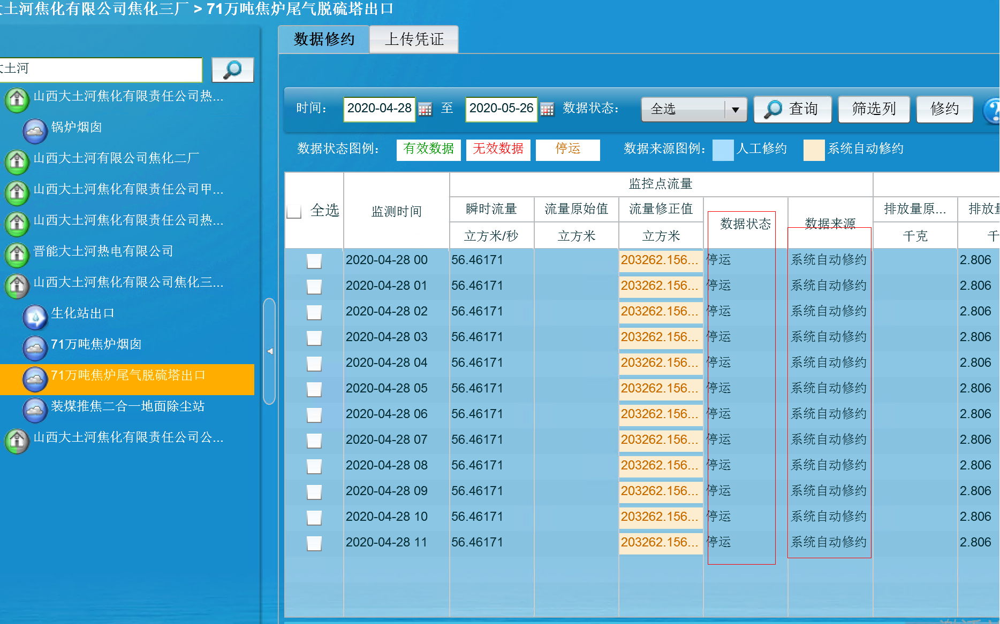 土河焦化有限公司焦化三厂 > 71万吨焦炉尾气脱硫塔出口
数据修约
上传凭证
土河
山西大土河焦化有限责任公司热...
锅炉烟囱
山西大土河有限公司焦化二厂
山西大土河焦化有限责任公司甲...
山西大土河焦化有限责任公司热...
晋能大土河热电有限公司
山西大土河焦化有限公司焦化三...
生化站出口
71万吨焦炉烟囱
71万吨焦炉尾气脱硫塔出口
装煤推焦二合一地面除尘站
山西大土河焦化有限责任公司公...
时间： 2020-04-28 至 2020-05-26 数据状态： 全选 查询 筛选列 修约 ?
数据状态图例： 有效数据 无效数据 停运 数据来源图例： 人工修约 系统自动修约
监控点流量
全选 监测时间 瞬时流量 流量原始值 流量修正值 数据状态 数据来源 排放量原... 排放量
立方米/秒 立方米 立方米 千克 千
2020-04-28 00 56.46171 203262.156... 停运 系统自动修约 2.806
2020-04-28 01 56.46171 203262.156... 停运 系统自动修约 2.806
2020-04-28 02 56.46171 203262.156... 停运 系统自动修约 2.806
2020-04-28 03 56.46171 203262.156... 停运 系统自动修约 2.806
2020-04-28 04 56.46171 203262.156... 停运 系统自动修约 2.806
2020-04-28 05 56.46171 203262.156... 停运 系统自动修约 2.806
2020-04-28 06 56.46171 203262.156... 停运 系统自动修约 2.806
2020-04-28 07 56.46171 203262.156... 停运 系统自动修约 2.806
2020-04-28 08 56.46171 203262.156... 停运 系统自动修约 2.806
2020-04-28 09 56.46171 203262.156... 停运 系统自动修约 2.806
2020-04-28 10 56.46171 203262.156... 停运 系统自动修约 2.806
2020-04-28 11 56.46171 203262.156... 停运 系统自动修约 2.806